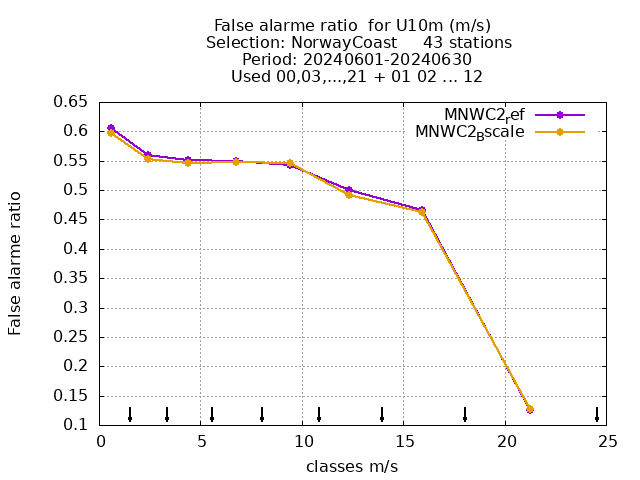 False alarme ratio  for U10m (m/s)
Selection: NorwayCoast     43 stations
Period: 20240601-20240630
Used 00,03,...,21 + 01 02 ... 12
MNWC2_ref
MNWC2_Bscale
0.65
0.6
0.55
0.5
0.45
0.4
0.35
0.3
0.25
0.2
0.15
0.1
0 5 10 15 20 25
False alarme ratio
classes m/s